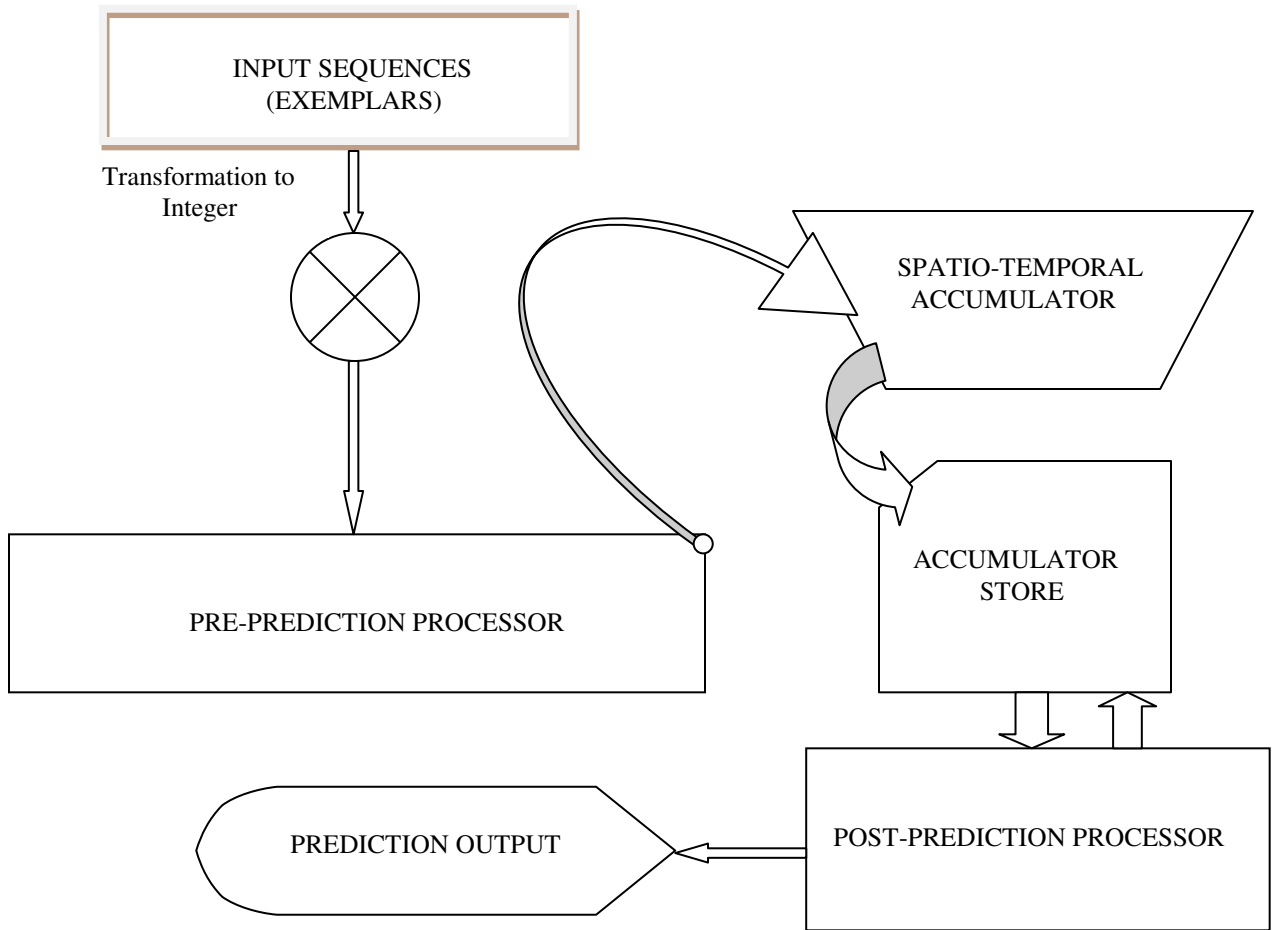 INPUT SEQUENCES
(EXEMPLARS)
Transformation to
Integer
SPATIO-TEMPORAL
ACCUMULATOR
ACCUMULATOR
STORE
PRE-PREDICTION PROCESSOR
POST-PREDICTION PROCESSOR
PREDICTION OUTPUT